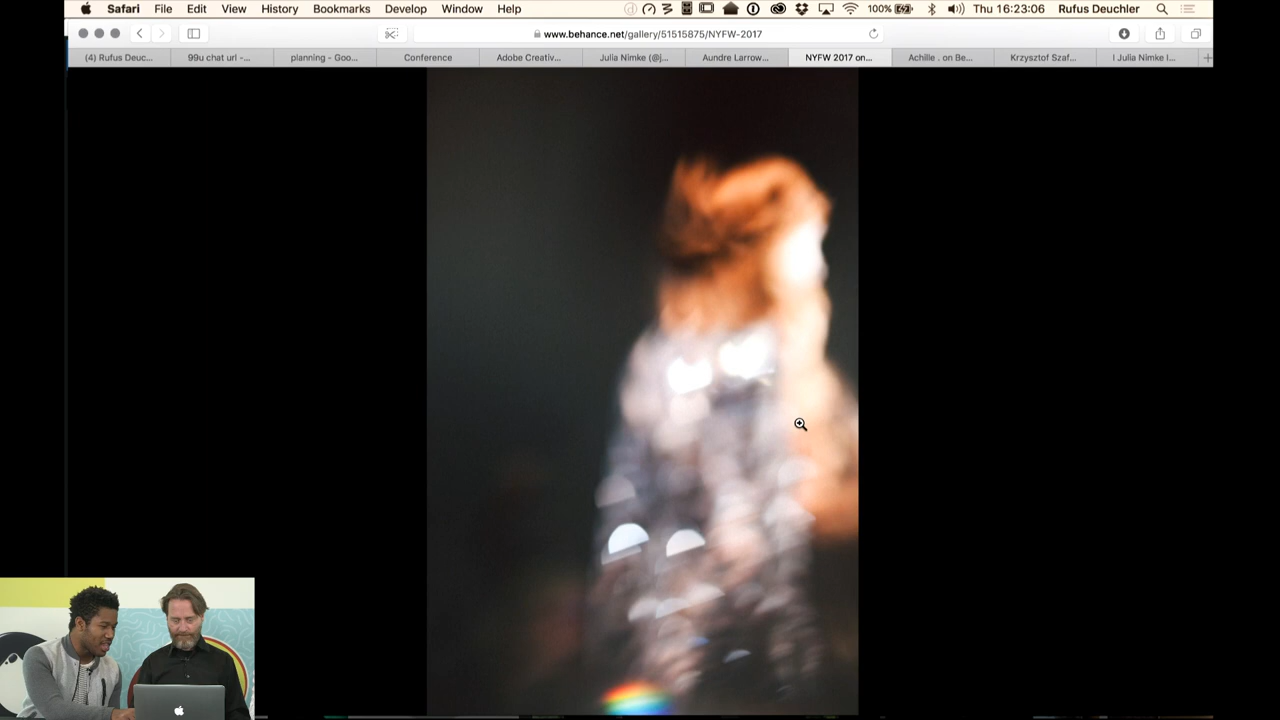 Safari File Edit View History Bookmarks Develop Window Help 100% Thu 16:23:06 Rufus Deuchler
www.behance.net/gallery/51515875/NYFW-2017
(4) Rufus Deuc... 99u chat url -... planning - Goo... Conference Adobe Creativ... Julia Nimke (@j... Aundre Larrow... NYFW 2017 on... Achille . on Be... Krzysztof Szaf... I Julia Nimke I...